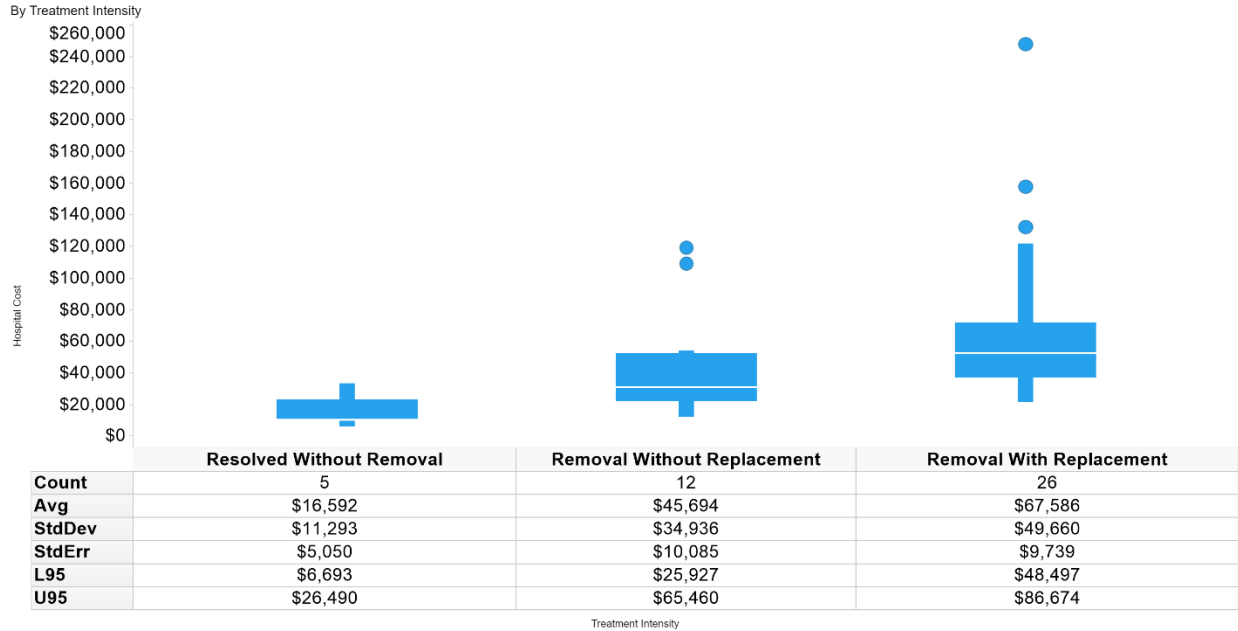 By Treatment Intensity
$260,000
$240,000
$220,000
$200,000
$180,000
$160,000
$140,000
$120,000
$100,000
$80,000
$60,000
$40,000
$20,000
$0
Hospital Cost
Resolved Without Removal Removal Without Replacement Removal With Replacement
Count 5 12 26
Avg $16,592 $45,694 $67,586
StdDev $11,293 $34,936 $49,660
StdErr $5,050 $10,085 $9,739
L95 $6,693 $25,927 $48,497
U95 $26,490 $65,460 $86,674
Treatment Intensity